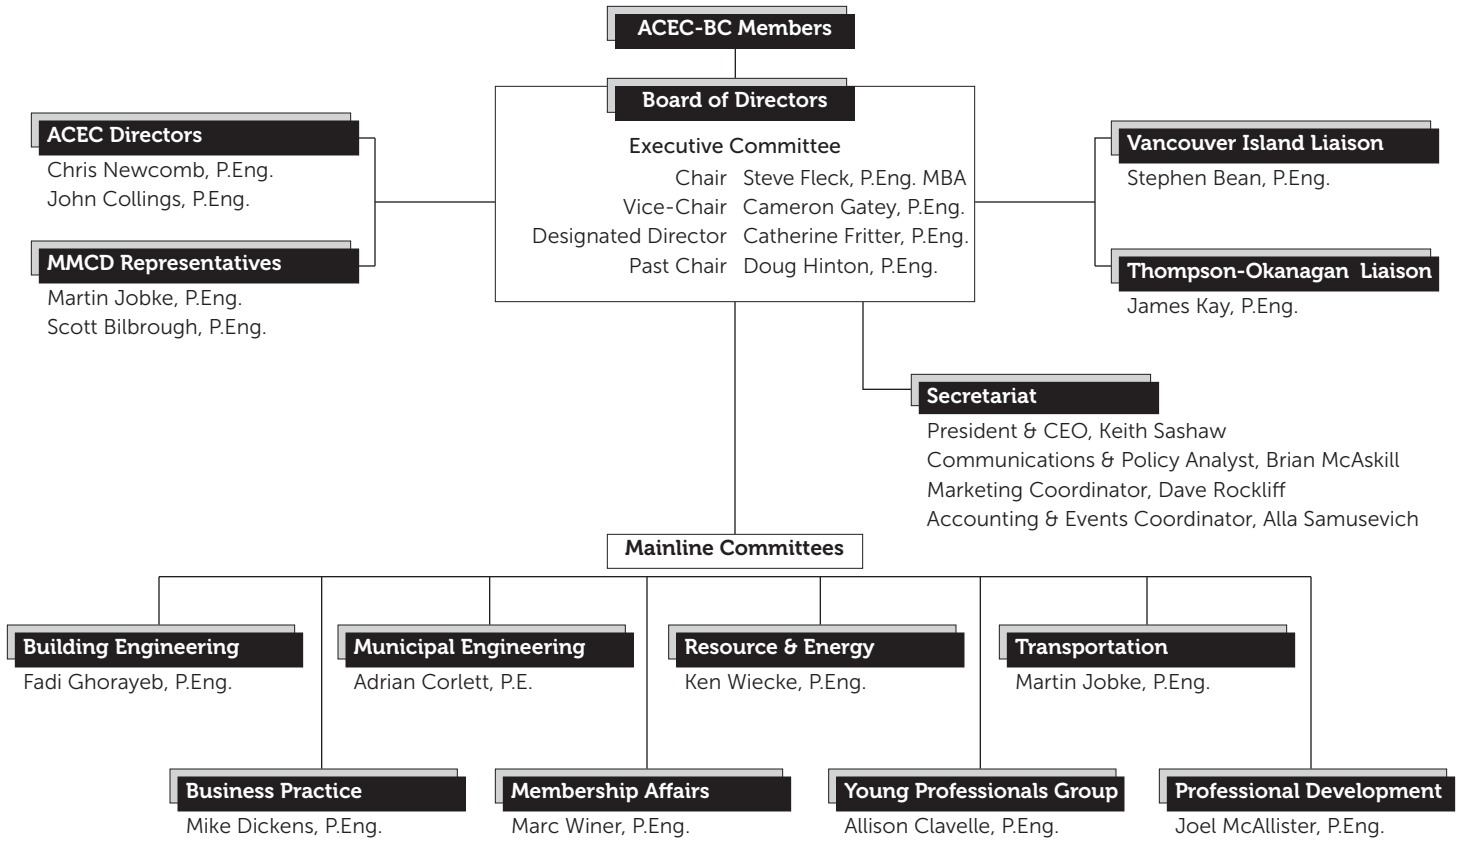 ACEC-BC Members
Board of Directors
Executive Committee
Chair Steve Fleck, P.Eng. MBA
Vice-Chair Cameron Gatey, P.Eng.
Designated Director Catherine Fritter, P.Eng.
Past Chair Doug Hinton, P.Eng.
ACEC Directors
Chris Newcomb, P.Eng.
John Collings, P.Eng.
MMCD Representatives
Martin Jobke, P.Eng.
Scott Bilbrough, P.Eng.
Vancouver Island Liaison
Stephen Bean, P.Eng.
Thompson-Okanagan Liaison
James Kay, P.Eng.
Secretariat
President & CEO, Keith Sashaw
Communications & Policy Analyst, Brian McAskill
Marketing Coordinator, Dave Rockliff
Accounting & Events Coordinator, Alla Samusevich
Mainline Committees
Building Engineering
Fadi Ghorayeb, P.Eng.
Municipal Engineering
Adrian Corlett, P.E.
Resource & Energy
Ken Wiecke, P.Eng.
Transportation
Martin Jobke, P.Eng.
Business Practice
Mike Dickens, P.Eng.
Membership Affairs
Marc Winer, P.Eng.
Young Professionals Group
Allison Clavelle, P.Eng.
Professional Development
Joel McAllister, P.Eng.